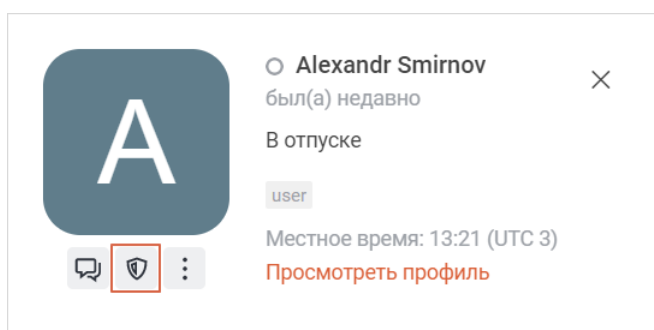 A
Alexandr Smirnov
был(а) недавно
В отпуске
user
Местное время: 13:21 (UTC 3)
Просмотреть профиль